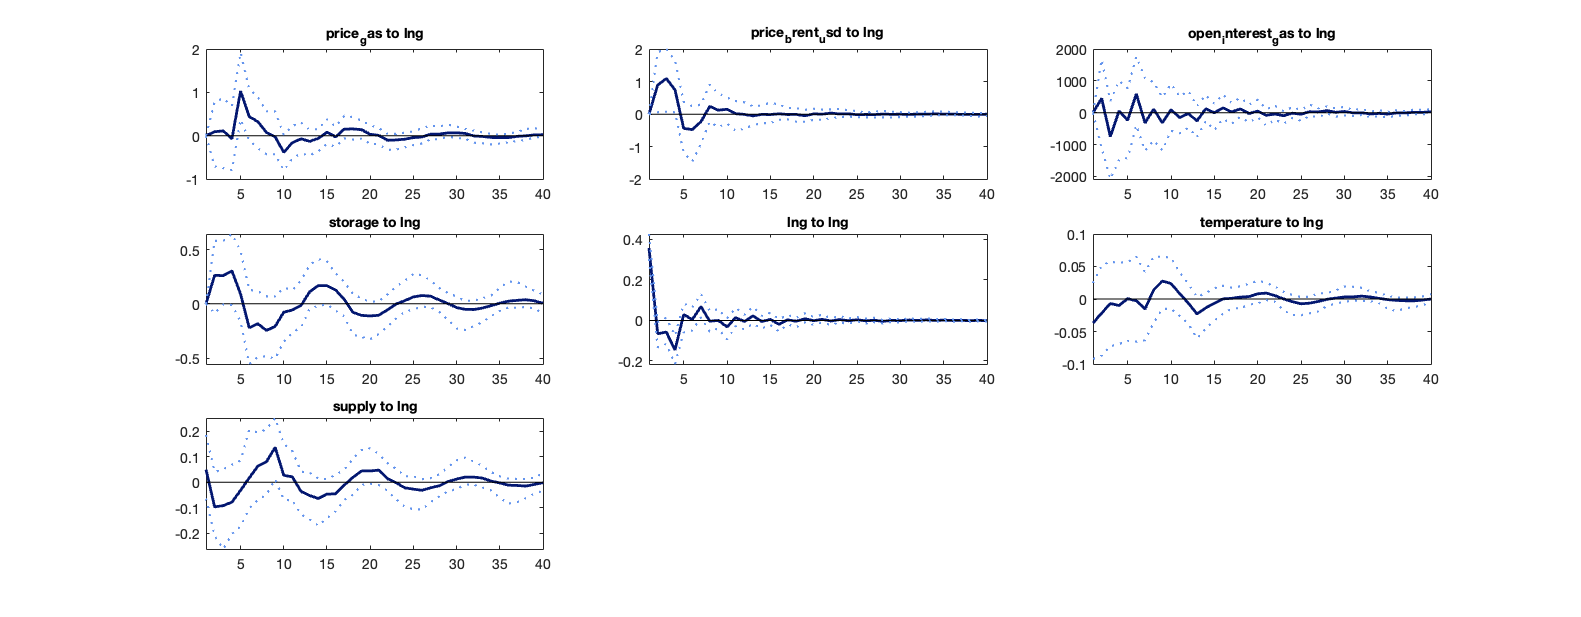 price_gas to lng
2
1
0
-1
5 10 15 20 25 30 35 40
price_brent_usd to lng
2
1
0
-1
-2
5 10 15 20 25 30 35 40
open_interest_gas to lng
2000
1000
0
-1000
-2000
5 10 15 20 25 30 35 40
storage to lng
0.5
0
-0.5
5 10 15 20 25 30 35 40
lng to lng
0.4
0.2
0
-0.2
5 10 15 20 25 30 35 40
temperature to lng
0.1
0.05
0
-0.05
-0.1
5 10 15 20 25 30 35 40
supply to lng
0.2
0.1
0
-0.1
-0.2
5 10 15 20 25 30 35 40